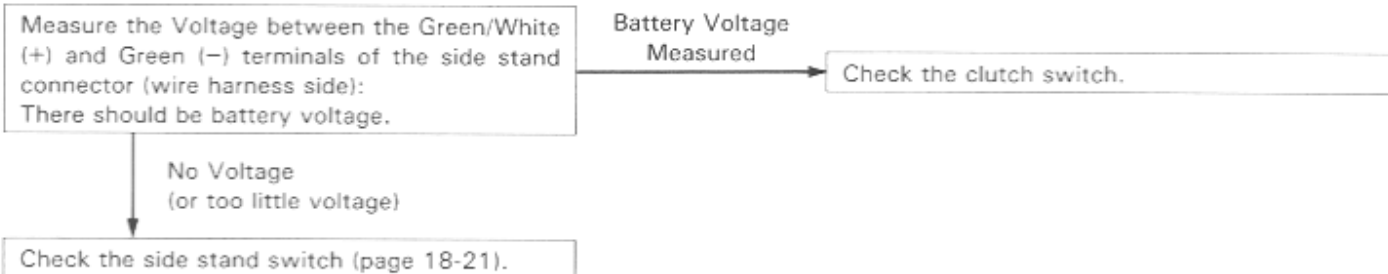 Measure the Voltage between the Green/White
(+) and Green (−) terminals of the side stand
connector (wire harness side):
There should be battery voltage.
Battery Voltage
Measured
Check the clutch switch.
No Voltage
(or too little voltage)
Check the side stand switch (page 18-21).